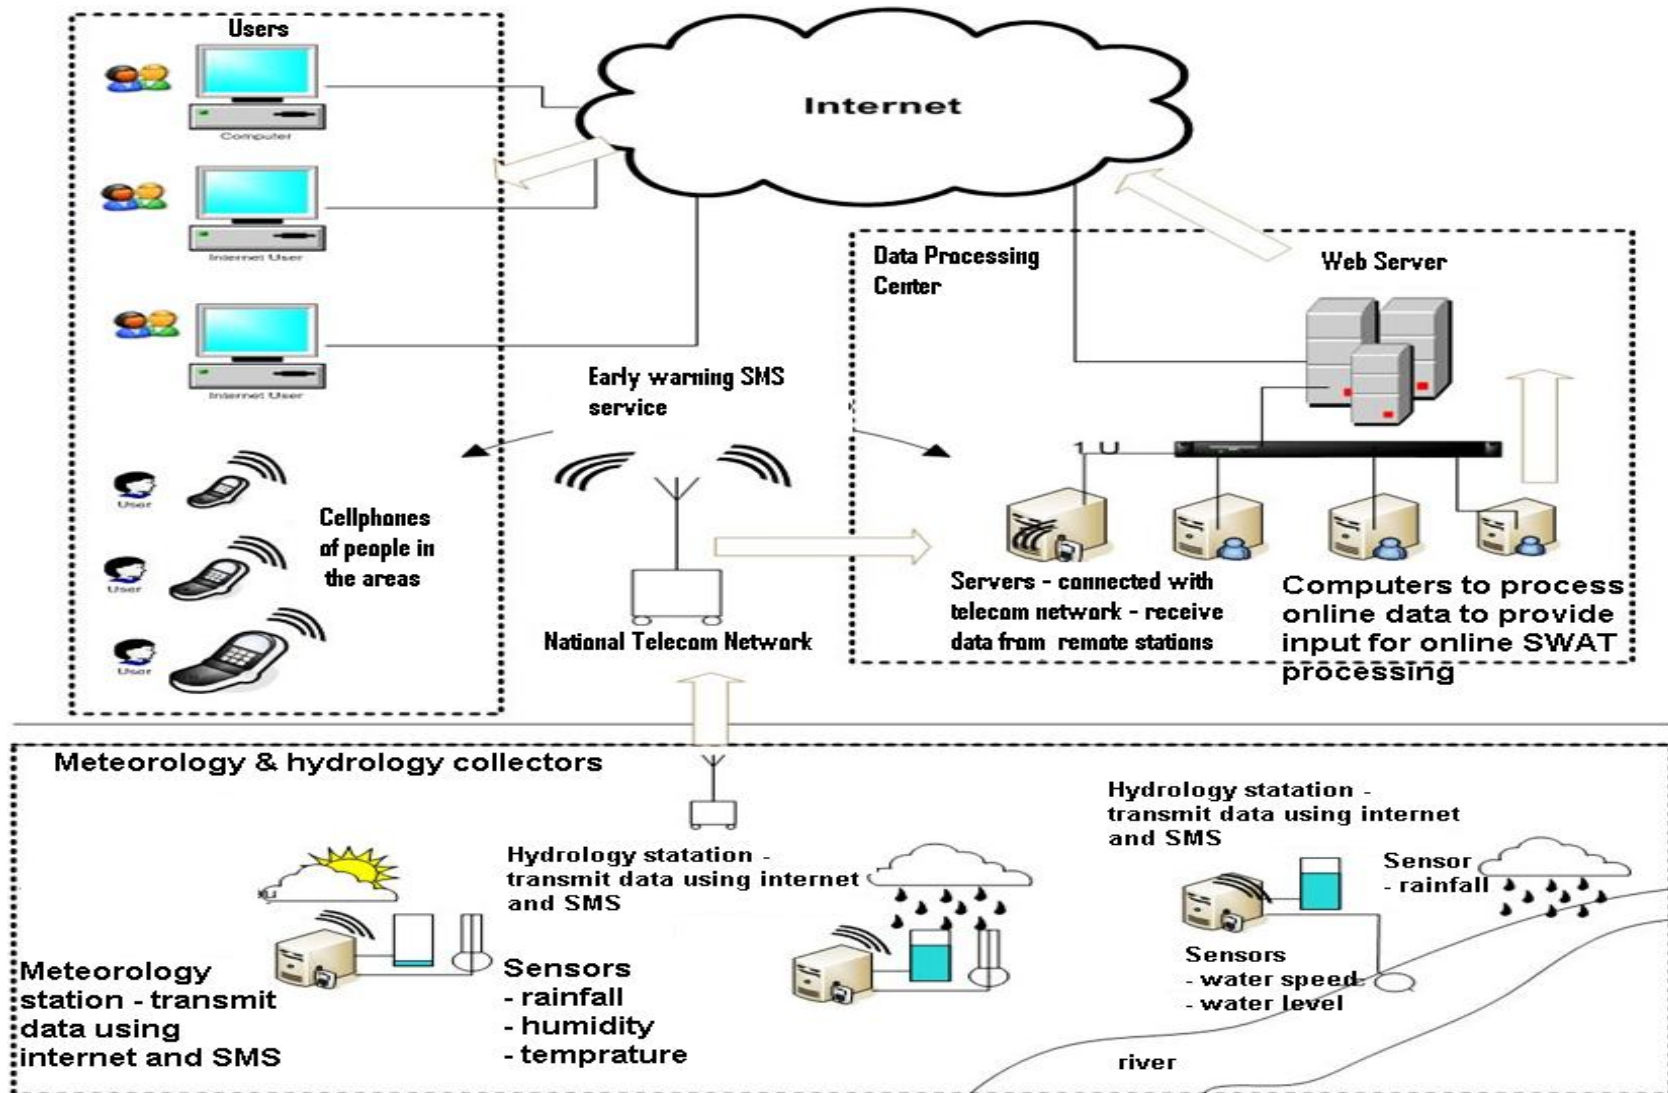 Users
Computer
Internet User
Internet User
User
User
User
Cellphones
of people in
the areas
Internet
Early warning SMS
service
National Telecom Network
Data Processing
Center
Web Server
1 U
Servers - connected with
telecom network - receive
data from remote stations
Computers to process
online data to provide
input for online SWAT
processing
Meteorology & hydrology collectors
Meteorology
station - transmit
data using
internet and SMS
Hydrology statation -
transmit data using internet
and SMS
Sensors
- rainfall
- humidity
- temprature
Hydrology statation -
transmit data using internet
and SMS
Sensor
- rainfall
Sensors
- water speed
- water level
river